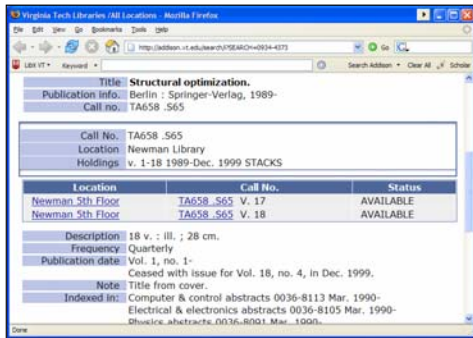 Virginia Tech Libraries /All Locations - Mozilla Firefox
File Edit View Go Bookmarks Tools Help
http://addison.vt.edu/search/i?SEARCH=0934-4373 Go
LibX VT Keyword Search Addison Clear All Scholar
Title Structural optimization.
Publication info. Berlin : Springer-Verlag, 1989-
Call no. TA658 .S65
Call No. TA658 .S65
Location Newman Library
Holdings v. 1-18 1989-Dec. 1999 STACKS
Location Call No. Status
Newman 5th Floor TA658 .S65 V. 17 AVAILABLE
Newman 5th Floor TA658 .S65 V. 18 AVAILABLE
Description 18 v. : ill. ; 28 cm.
Frequency Quarterly
Publication date Vol. 1, no. 1-
Ceased with issue for Vol. 18, no. 4, in Dec. 1999.
Note Title from cover.
Indexed in: Computer & control abstracts 0036-8113 Mar. 1990-
Electrical & electronics abstracts 0036-8105 Mar. 1990-
Physics abstracts 0036-8091 Mar. 1990-
Done